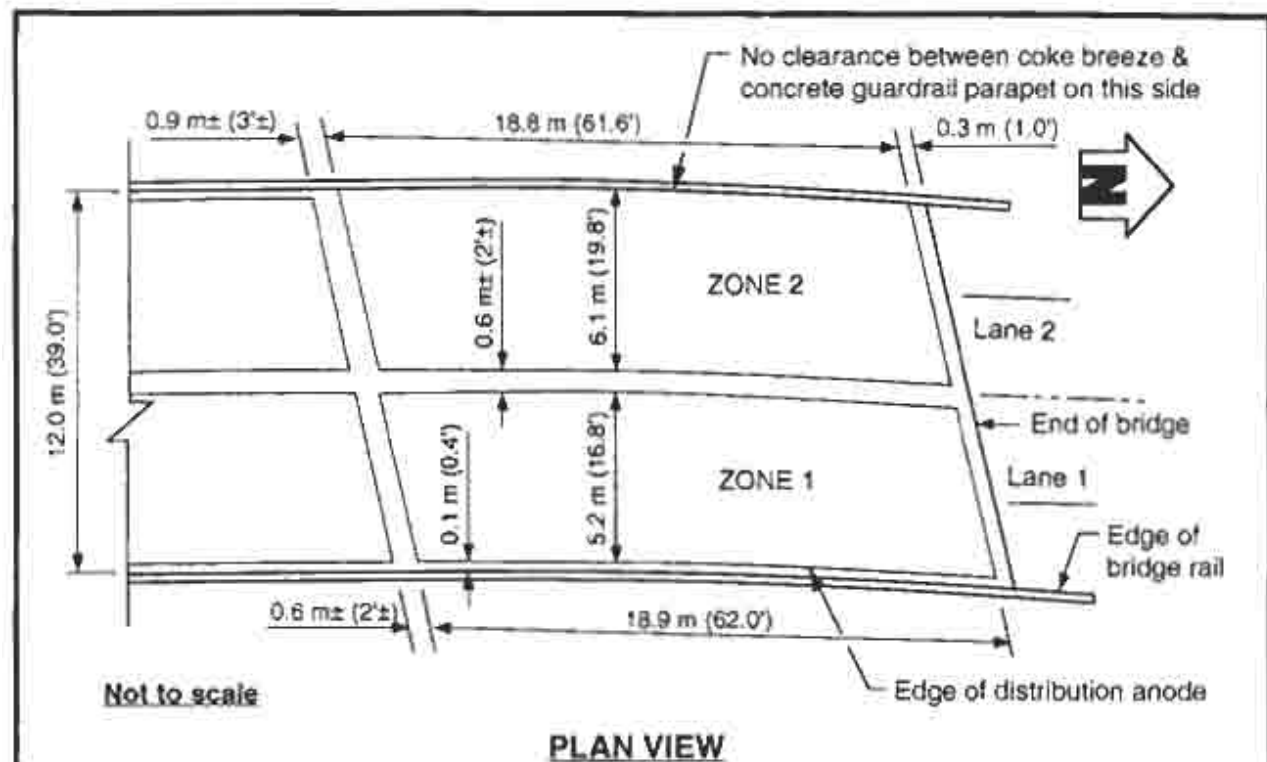 No clearance between coke breeze &
concrete guardrail parapet on this side
0.9 m± (3'±)
18.8 m (61.6')
0.3 m (1.0')
N
12.0 m (39.0')
0.6 m± (2'±)
6.1 m (19.8')
ZONE 2
Lane 2
End of bridge
0.1 m (0.4')
5.2 m (16.8')
ZONE 1
Lane 1
Edge of
bridge rail
0.6 m± (2'±)
18.9 m (62.0')
Edge of distribution anode
Not to scale
PLAN VIEW